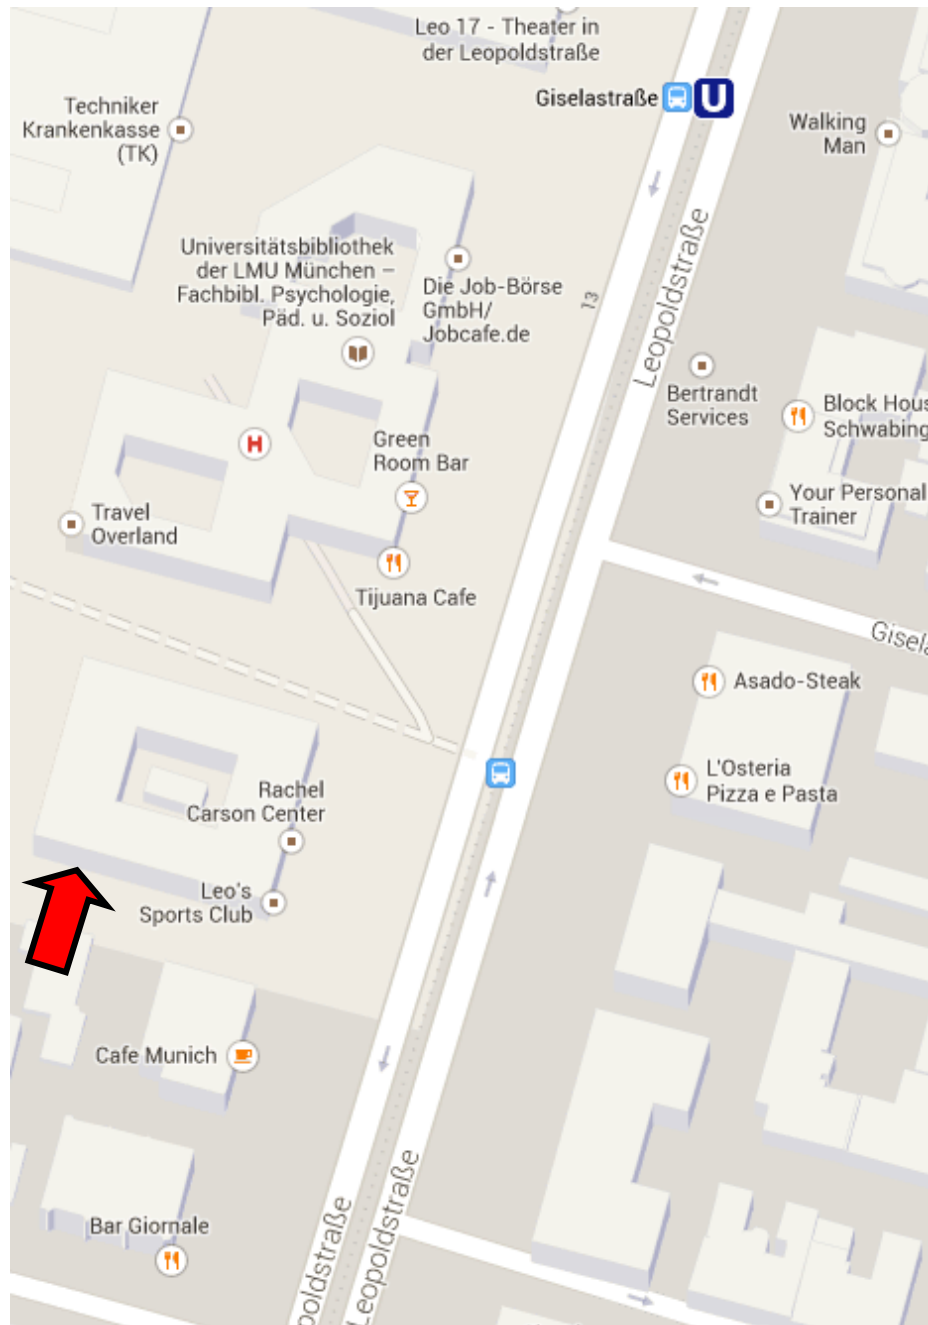 Leo 17 - Theater in
der Leopoldstraße
Giselastraße
U
Techniker
Krankenkasse
(TK)
Walking
Man
Leopoldstraße
Universitätsbibliothek
der LMU München –
Fachbibl. Psychologie,
Päd. u. Soziol
Die Job-Börse
GmbH/
Jobcafe.de
13
Bertrandt
Services
Block Hous
Schwabing
H
Green
Room Bar
Your Personal
Trainer
Travel
Overland
Tijuana Cafe
Gisela
Asado-Steak
L'Osteria
Pizza e Pasta
Rachel
Carson Center
Leo's
Sports Club
Cafe Munich
Bar Giornale
poldstraße
Leopoldstraße